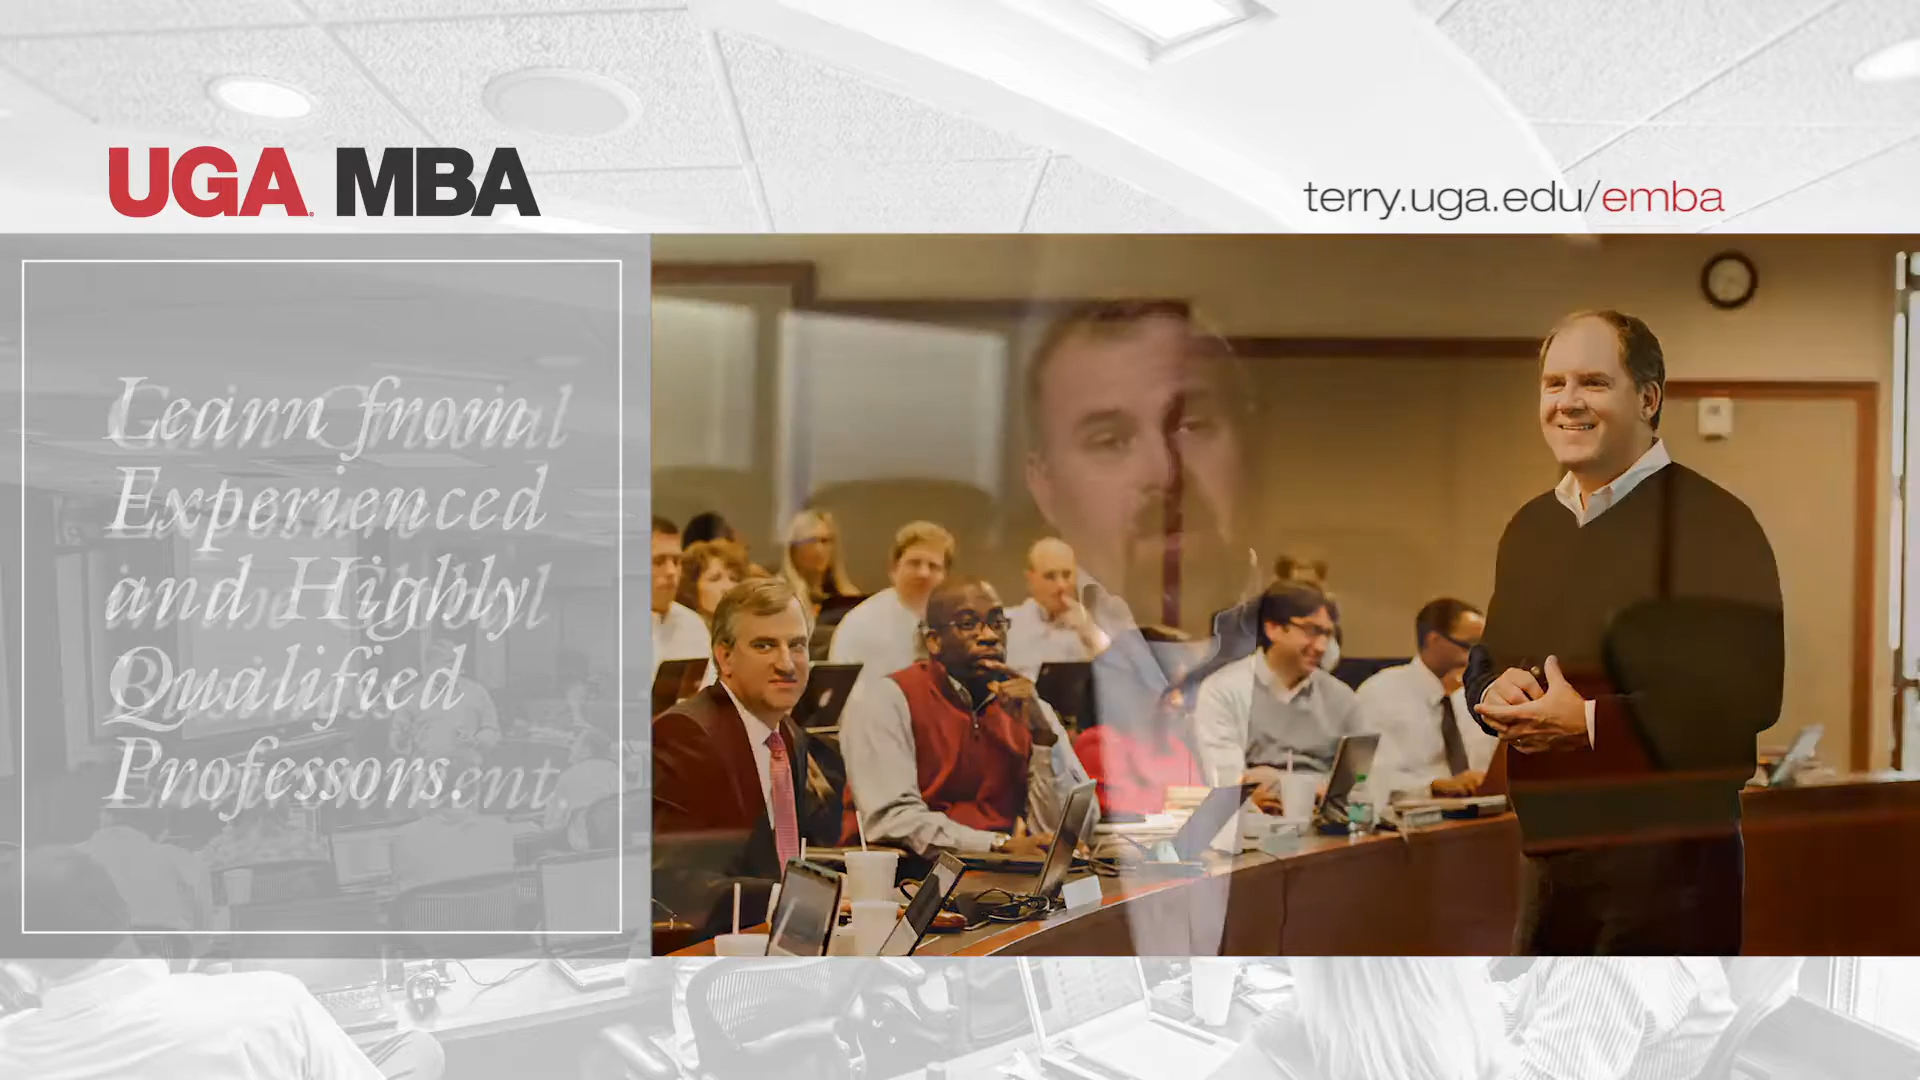 UGA MBA
terry.uga.edu/emba
Learn from
Experienced
and Highly
Qualified
Professors.